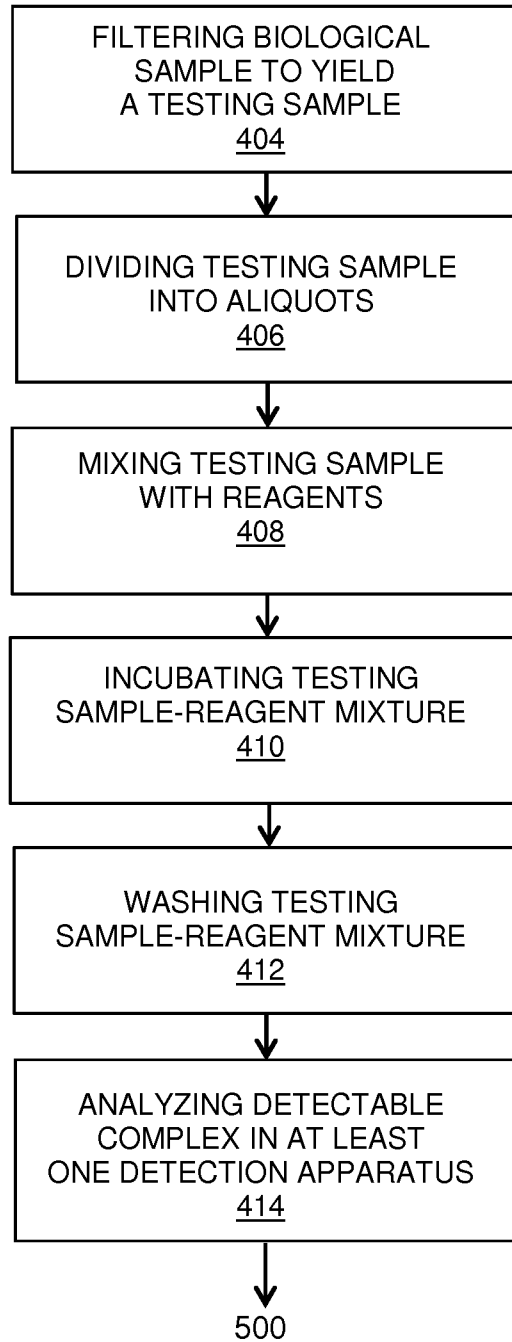 FILTERING BIOLOGICAL
SAMPLE TO YIELD
A TESTING SAMPLE
404
DIVIDING TESTING SAMPLE
INTO ALIQUOTS
406
MIXING TESTING SAMPLE
WITH REAGENTS
408
INCUBATING TESTING
SAMPLE-REAGENT MIXTURE
410
WASHING TESTING
SAMPLE-REAGENT MIXTURE
412
ANALYZING DETECTABLE
COMPLEX IN AT LEAST
ONE DETECTION APPARATUS
414
500